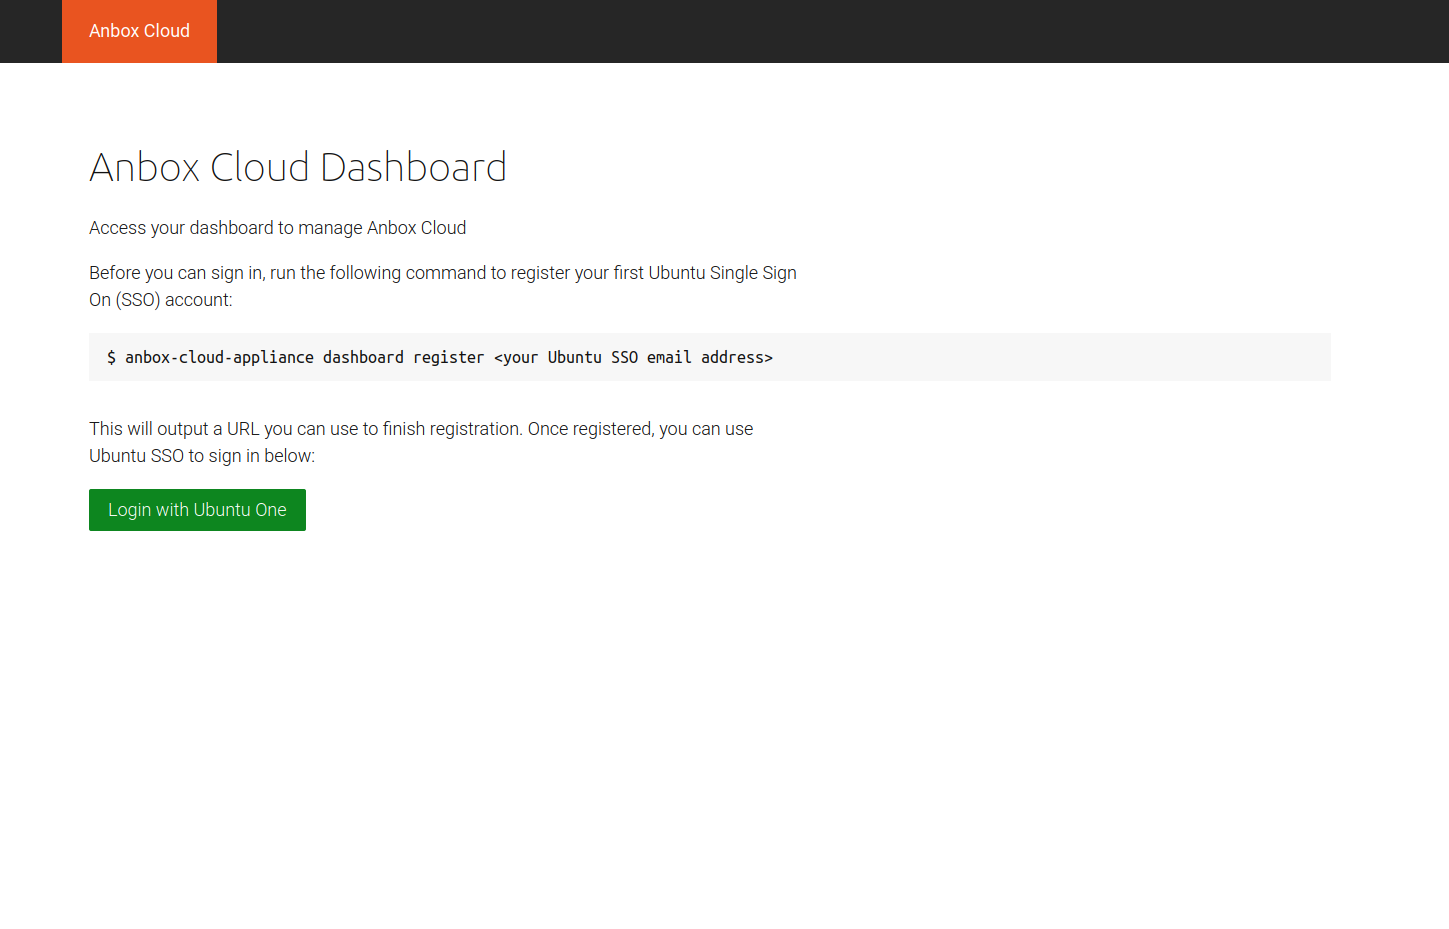 Anbox Cloud
Anbox Cloud Dashboard
Access your dashboard to manage Anbox Cloud
Before you can sign in, run the following command to register your first Ubuntu Single Sign
On (SSO) account:
$ anbox-cloud-appliance dashboard register <your Ubuntu SSO email address>
This will output a URL you can use to finish registration. Once registered, you can use
Ubuntu SSO to sign in below:
Login with Ubuntu One